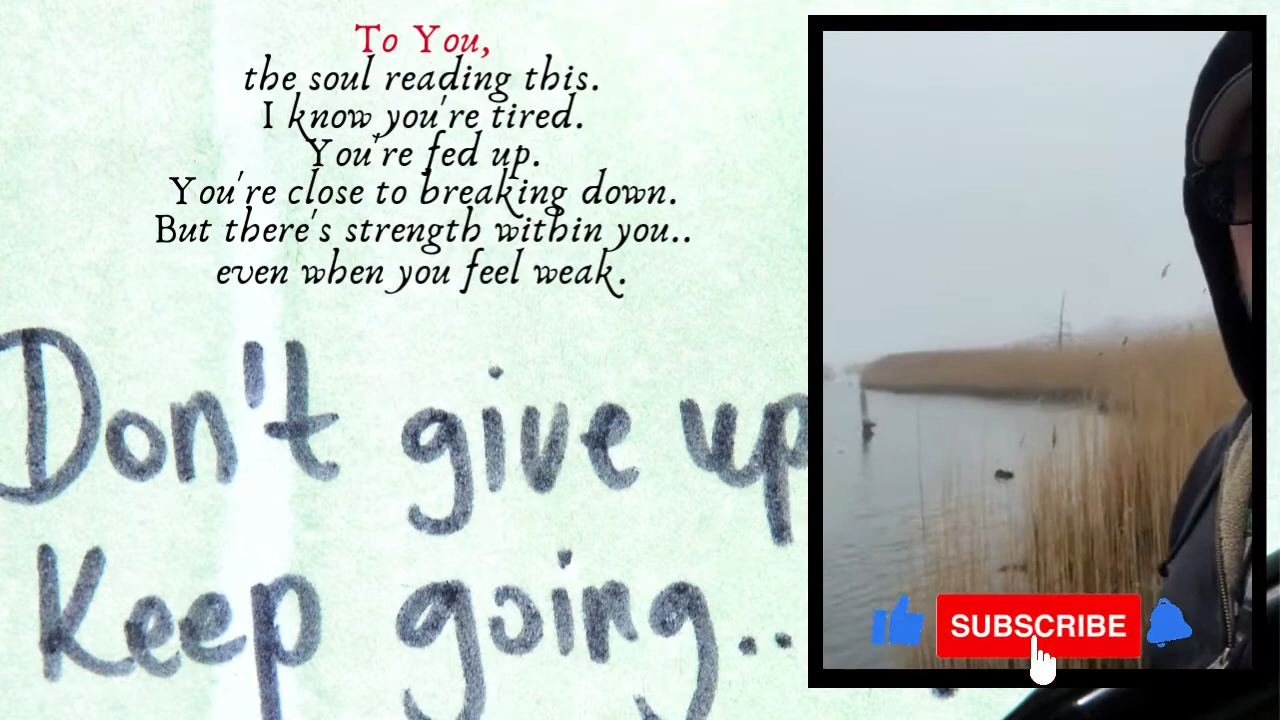 To You,
the soul reading this.
I know you're tired.
You're fed up.
You're close to breaking down.
But there's strength within you..
even when you feel weak.
Don't give up
Keep going..
SUBSCRIBE